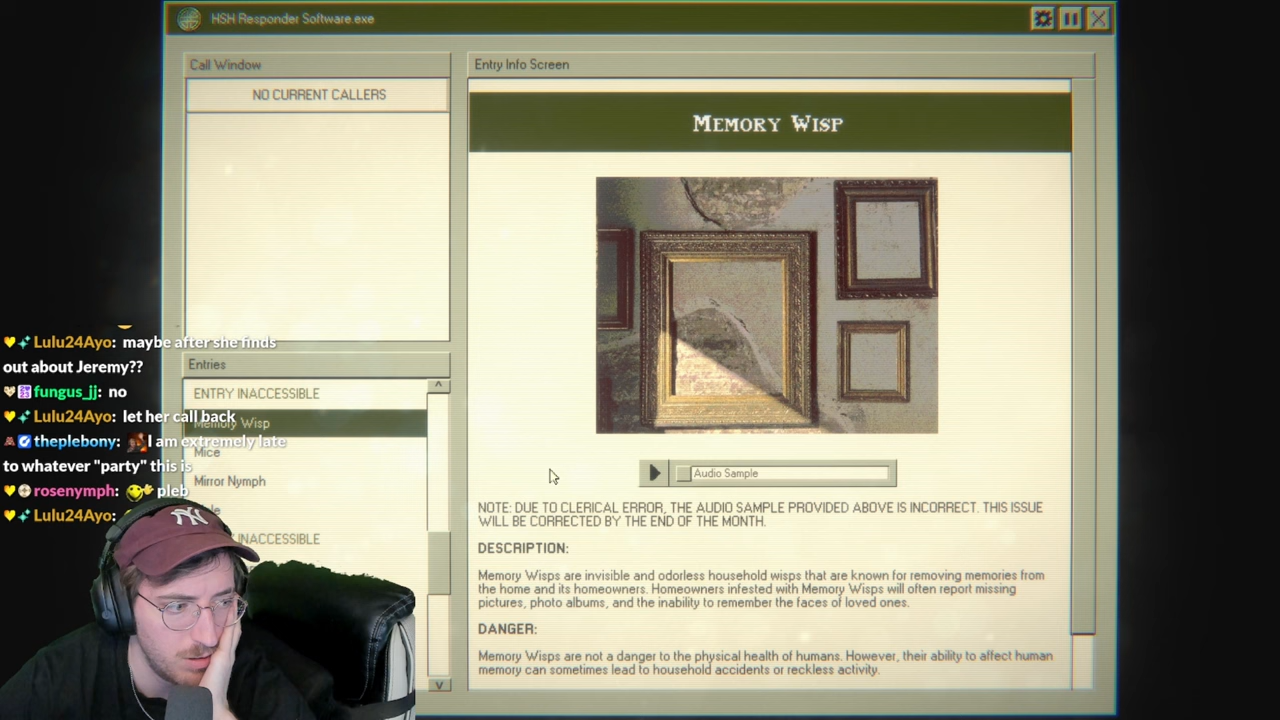 HSH Responder Software.exe
Call Window
NO CURRENT CALLERS
Entries
ENTRY INACCESSIBLE
Memory Wisp
Mice
Mirror Nymph
INACCESSIBLE
Entry Info Screen
MEMORY WISP
Audio Sample
NOTE: DUE TO CLERICAL ERROR, THE AUDIO SAMPLE PROVIDED ABOVE IS INCORRECT. THIS ISSUE
WILL BE CORRECTED BY THE END OF THE MONTH.
DESCRIPTION:
Memory Wisps are invisible and odorless household wisps that are known for removing memories from
the home and its homeowners. Homeowners infested with Memory Wisps will often report missing
pictures, photo albums, and the inability to remember the faces of loved ones.
DANGER:
Memory Wisps are not a danger to the physical health of humans. However, their ability to affect human
memory can sometimes lead to household accidents or reckless activity.
Lulu24Ayo: maybe after she finds
out about Jeremy??
fungus_jj: no
Lulu24Ayo: let her call back
theplebony: I am extremely late
to whatever "party" this is
rosenymph: pleb
Lulu24Ayo: